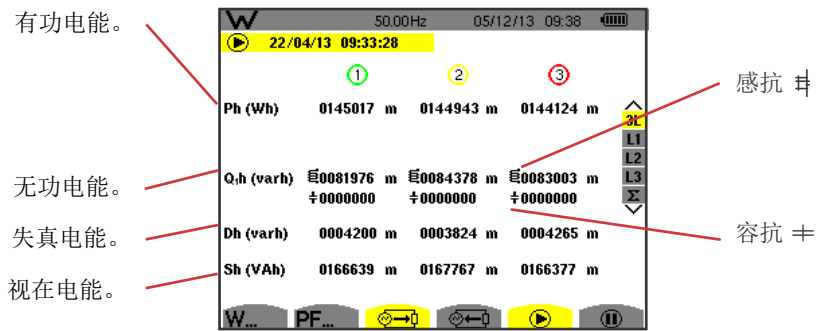 W 50.00Hz 05/12/13 09:38
22/04/13 09:33:28
1 2 3
有功电能。
Ph (Wh) 0145017 m 0144943 m 0144124 m
感抗
3L
L1
L2
L3
Σ
无功电能。
Q₁h (varh) 0081976 m 0084378 m 0083003 m
0000000 0000000 0000000
容抗
失真电能。
Dh (varh) 0004200 m 0003824 m 0004265 m
视在电能。
Sh (VAh) 0166639 m 0167767 m 0166377 m
W... PF...